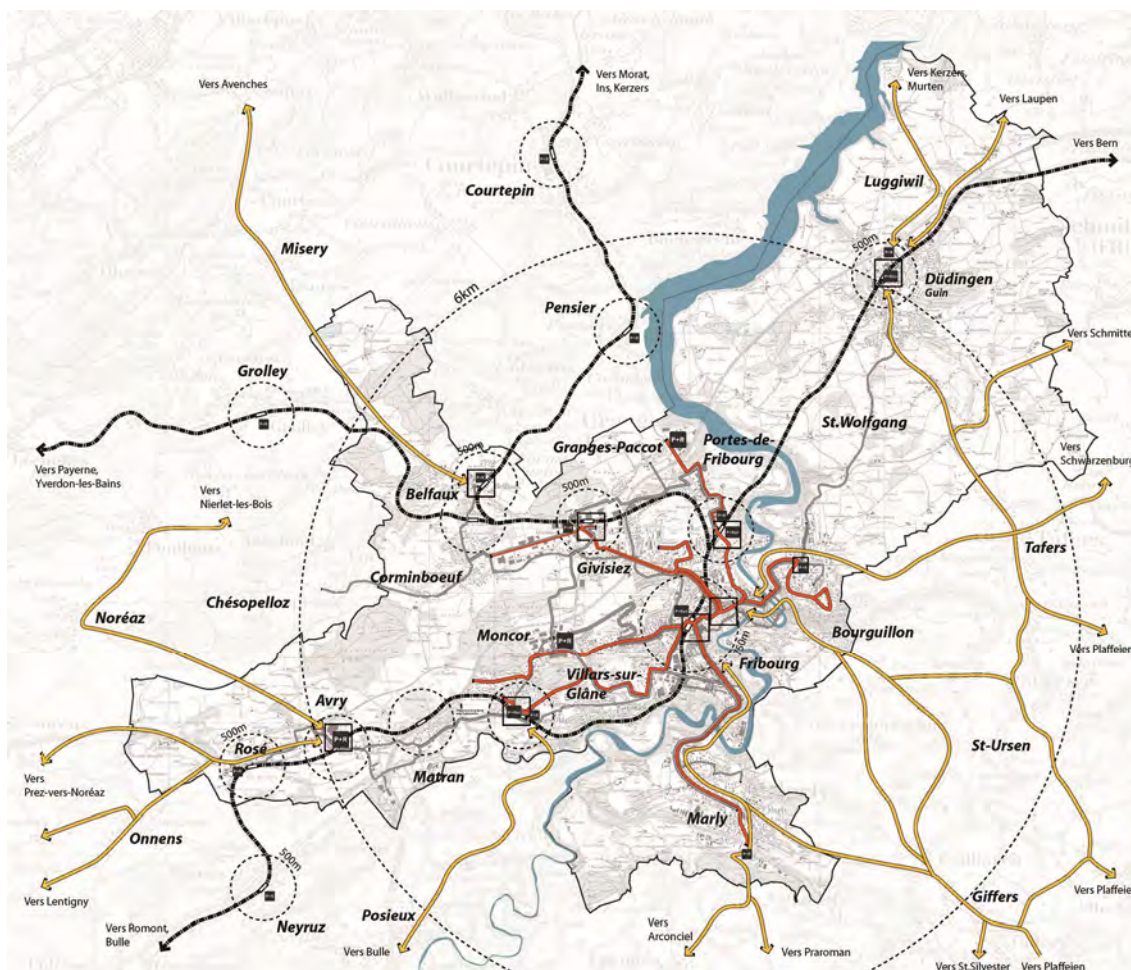 Vers Avenches
Vers Morat,
Ins, Kerzers
Vers Kerzers,
Murten
Vers Laupen
Vers Bern
Courtepin
Luggiwil
Misery
500m
Düdingen
Guin
6km
Pensier
Vers Schmitte
Grolley
St.Wolfgang
Granges-Paccot
P+R
Portes-de-
Fribourg
Vers
Schwarzenburg
Vers Payerne,
Yverdon-les-Bains
500m
500m
Vers
Nierlet-les-Bois
Belfaux
Tafers
Givisiez
Corminboeuf
Chésopelloz
Noréaz
Moncor
P+R
Bourguillon
Vers Plaffeien
Fribourg
Villars-sur-
Glâne
Avry
P+R
500m
Rosé
St-Ursen
Matran
Vers
Prez-vers-Noréaz
Marly
Onnens
500m
Vers Lentigny
Vers Plaffeien
Giffers
Neyruz
Posieux
Vers Romont,
Bulle
Vers Bulle
Vers
Arconciel
Vers Praroman
Vers St.Silvester
Vers Plaffeien